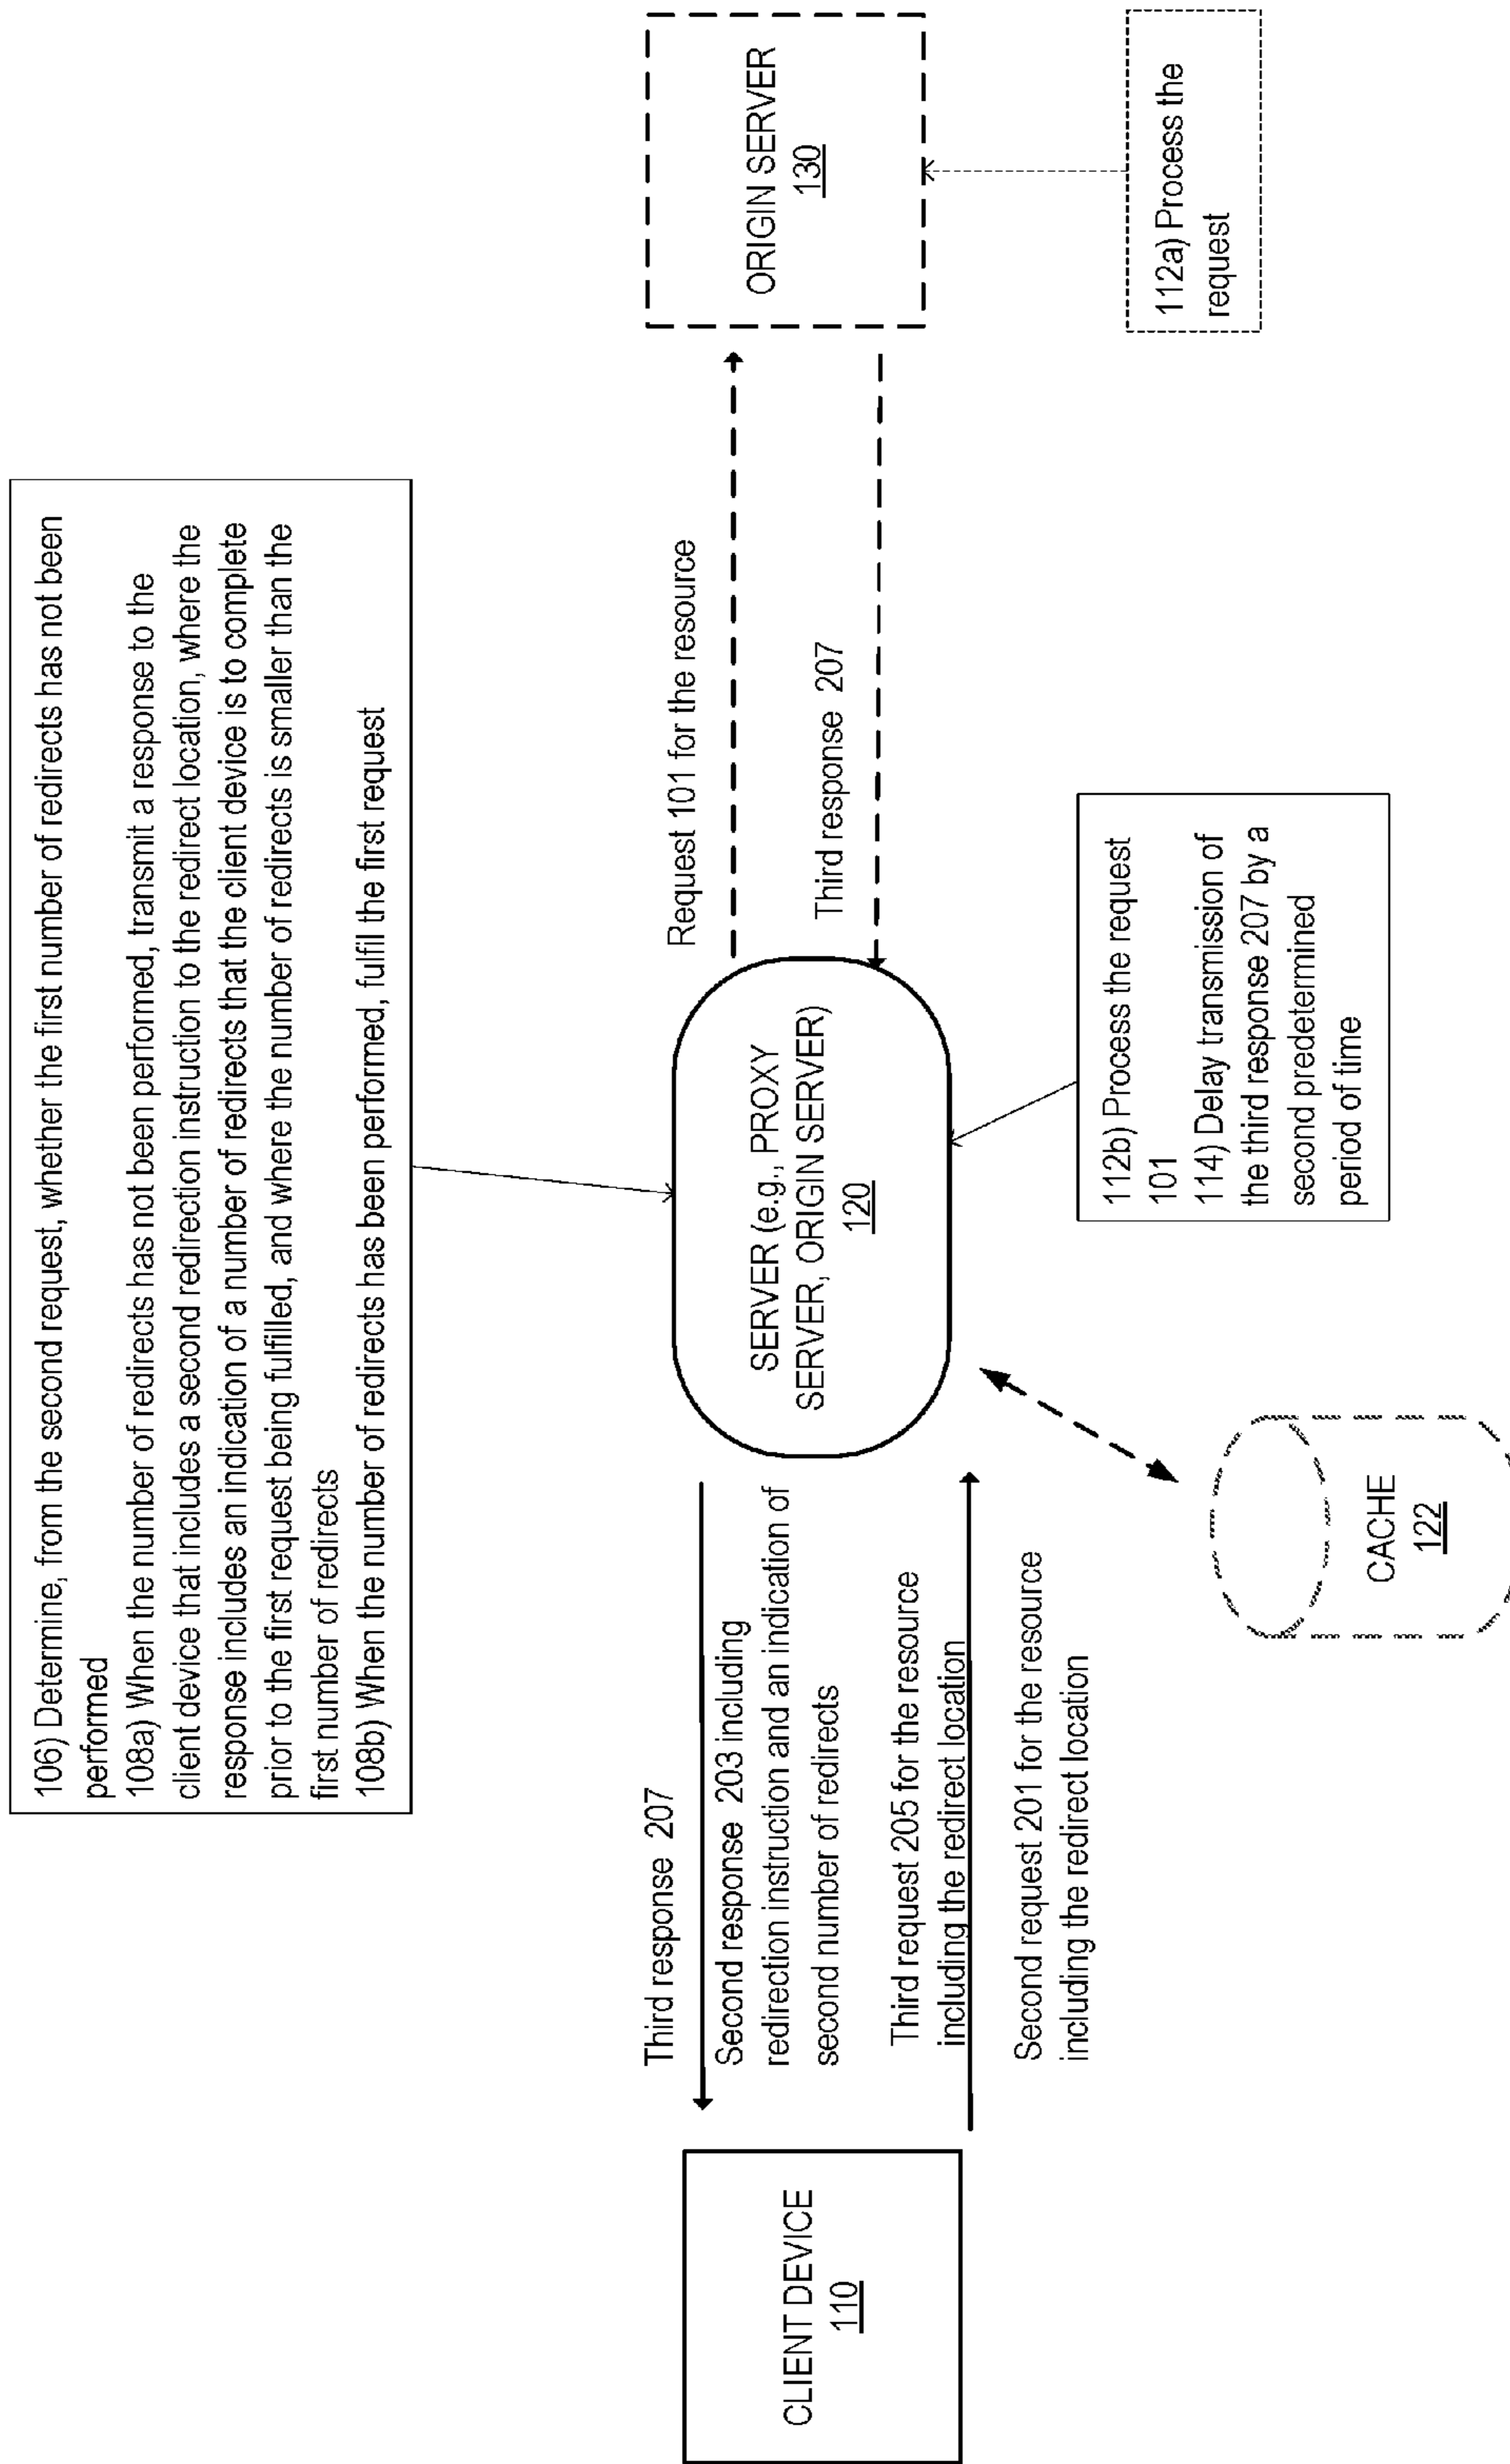 106) Determine, from the second request, whether the first number of redirects has not been
performed
108a) When the number of redirects has not been performed, transmit a response to the
client device that includes a second redirection instruction to the redirect location, where the
response includes an indication of a number of redirects that the client device is to complete
prior to the first request being fulfilled, and where the number of redirects is smaller than the
first number of redirects
108b) When the number of redirects has been performed, fulfil the first request
Third response 207
Second response 203 including
redirection instruction and an indication of
second number of redirects
Third request 205 for the resource
including the redirect location
Second request 201 for the resource
including the redirect location
CLIENT DEVICE
110
SERVER (e.g., PROXY
SERVER, ORIGIN SERVER)
120
Request 101 for the resource
Third response 207
ORIGIN SERVER
130
CACHE
122
112b) Process the request
101
114) Delay transmission of
the third response 207 by a
second predetermined
period of time
112a) Process the
request